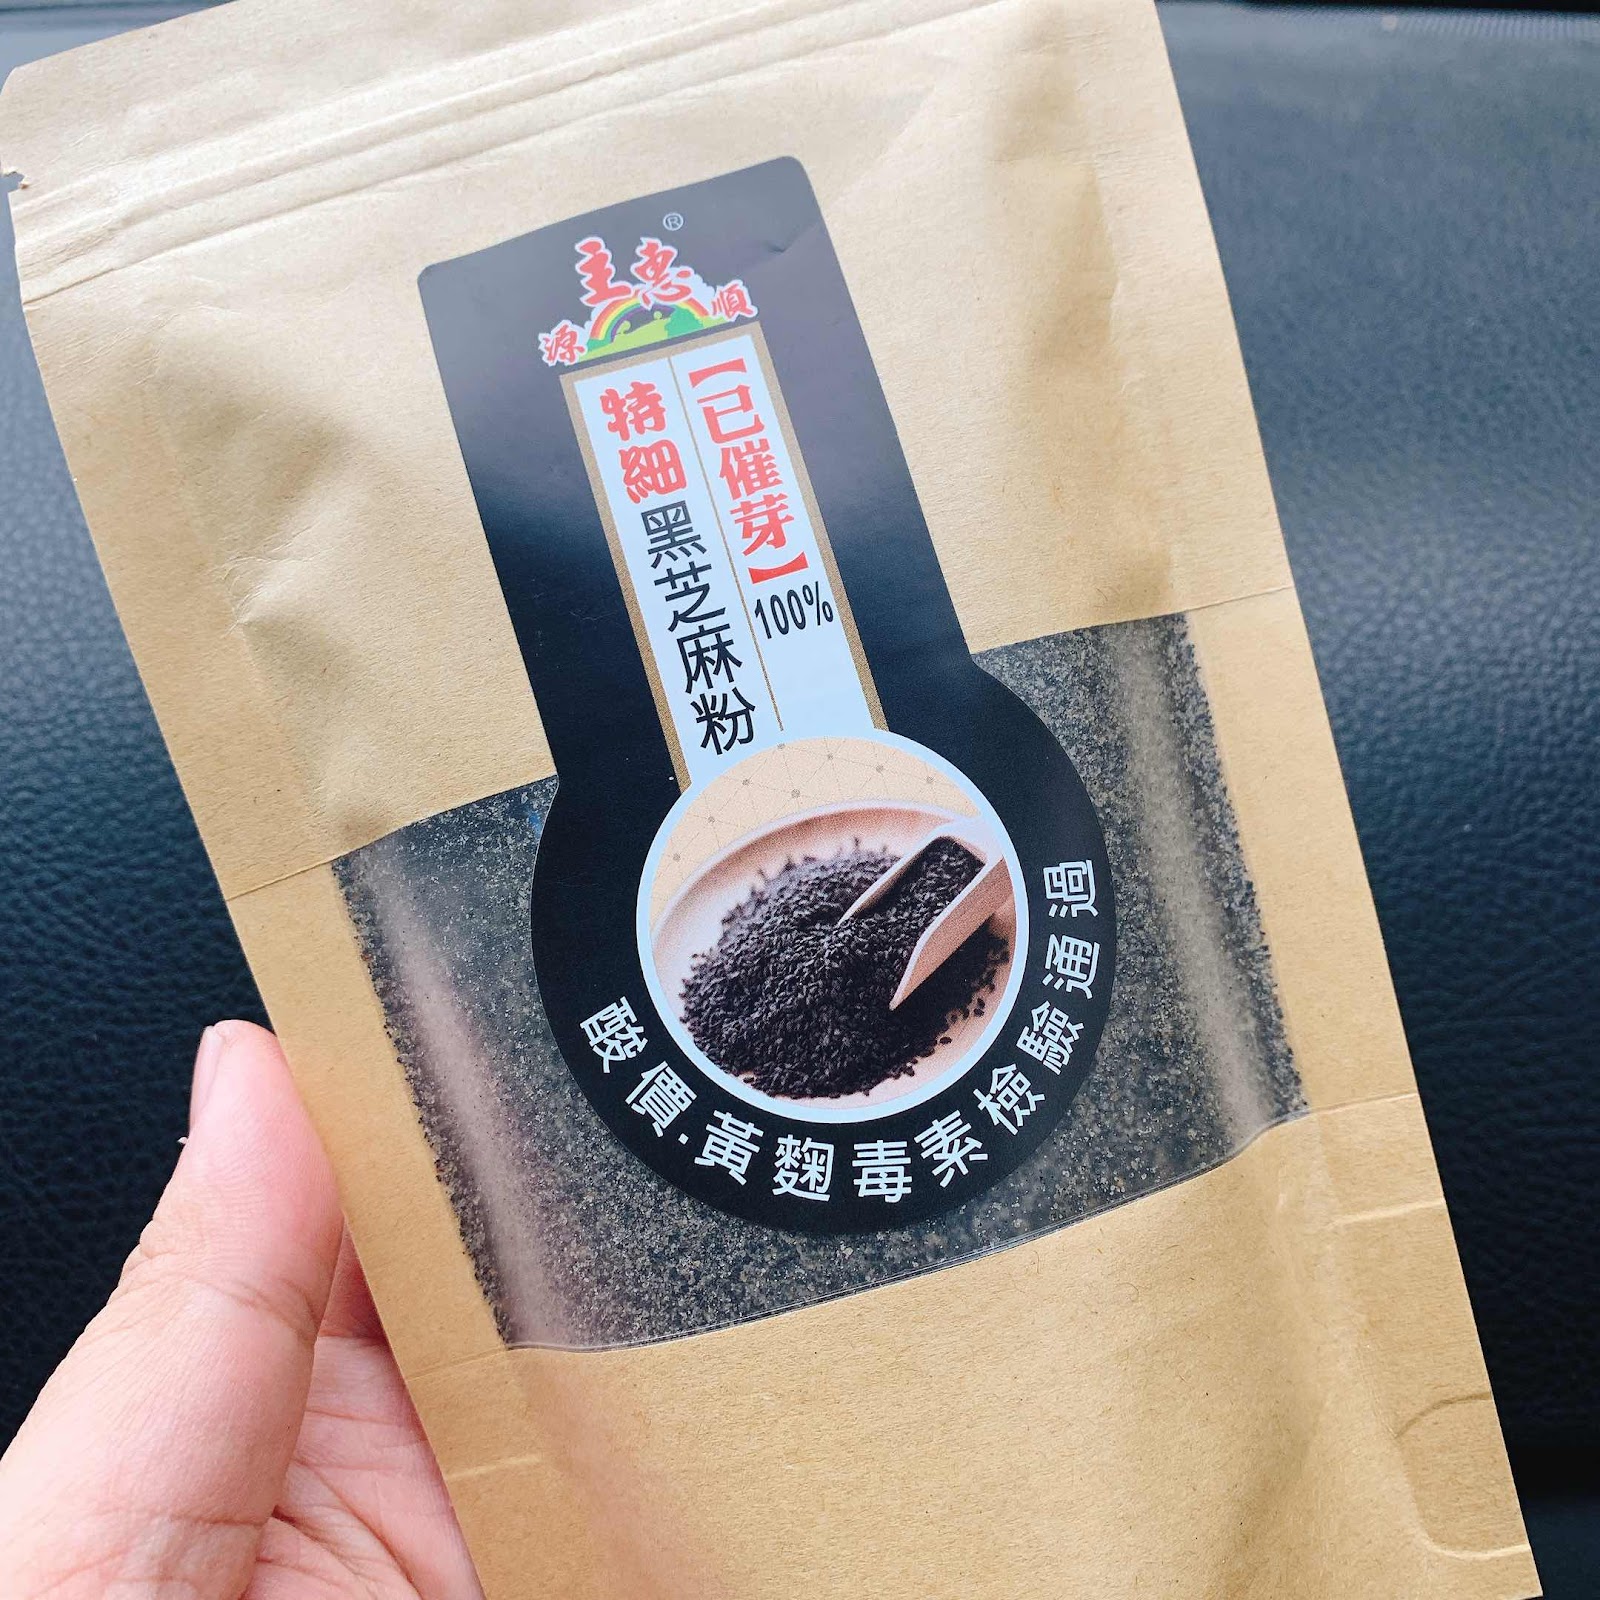 ®
主惠
源順
【已催芽】100%
特細黑芝麻粉
酸價·黃麴毒素檢驗通過